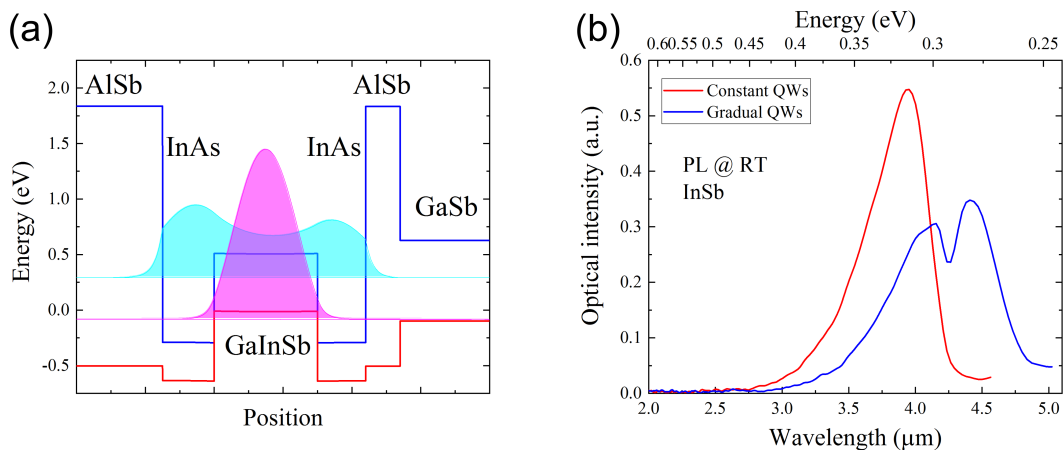 (a)
AlSb
AlSb
InAs
InAs
GaSb
GaInSb
Energy (eV)
2.0
1.5
1.0
0.5
0.0
-0.5
Position
(b)
Energy (eV)
0.6 0.55 0.5 0.45 0.4 0.35 0.3 0.25
Constant QWs
Gradual QWs
PL @ RT
InSb
Optical intensity (a.u.)
0.6
0.5
0.4
0.3
0.2
0.1
0.0
2.0 2.5 3.0 3.5 4.0 4.5 5.0
Wavelength (μm)